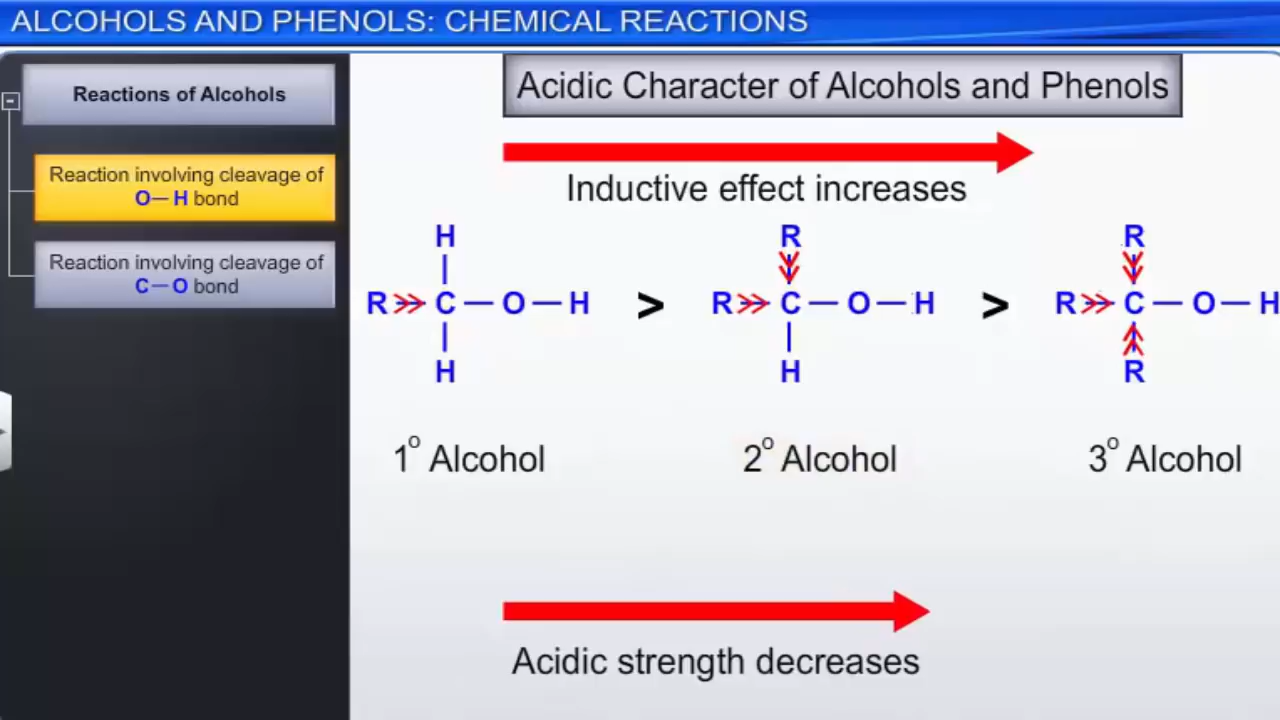 ALCOHOLS AND PHENOLS: CHEMICAL REACTIONS
Reactions of Alcohols
Reaction involving cleavage of
O–H bond
Reaction involving cleavage of
C–O bond
Acidic Character of Alcohols and Phenols
Inductive effect increases
H R R
R C – O – H > R C – O – H > R C – O – H
H H R
1° Alcohol 2° Alcohol 3° Alcohol
Acidic strength decreases